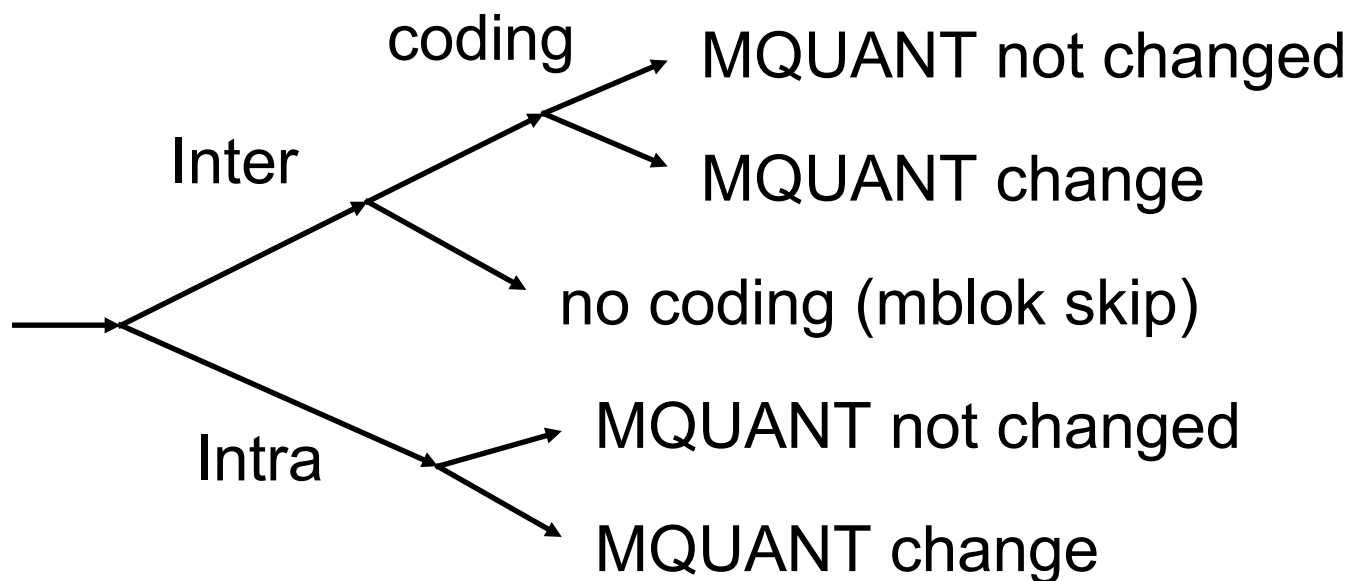 coding
MQUANT not changed
Inter
MQUANT change
no coding (mblok skip)
MQUANT not changed
Intra
MQUANT change